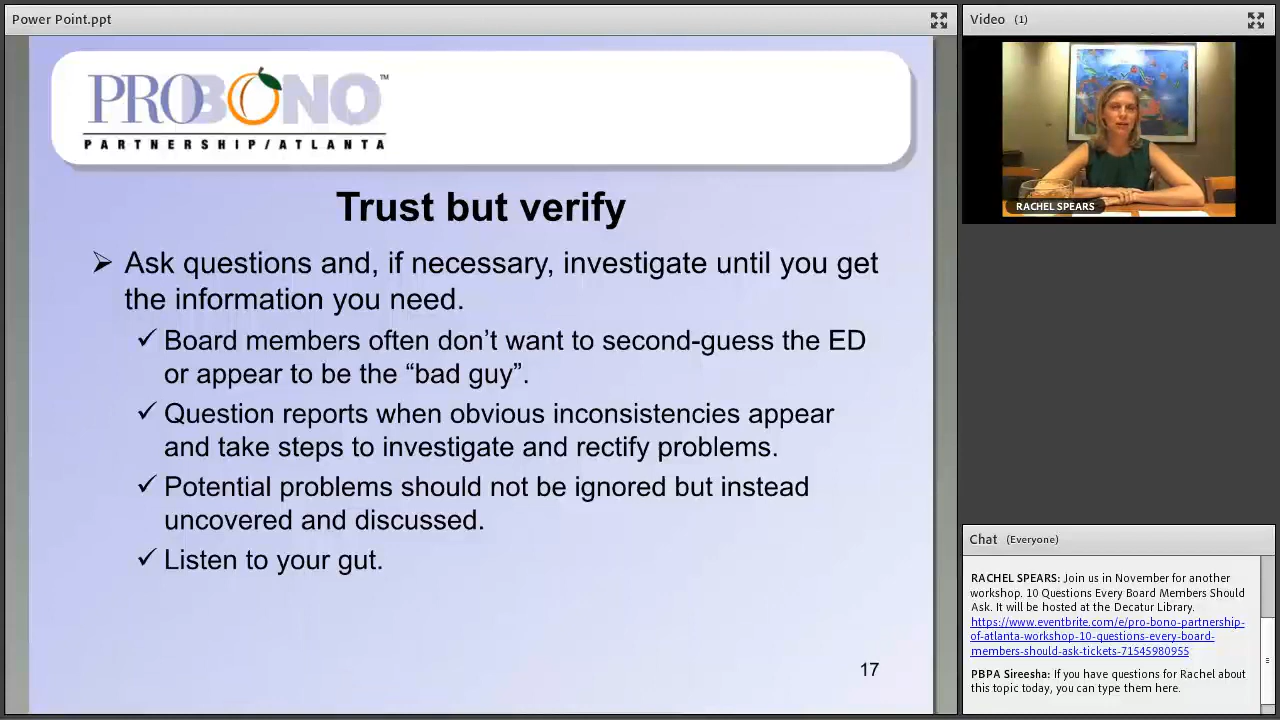 Power Point.ppt
PROBONO™
PARTNERSHIP/ATLANTA
Trust but verify
➢ Ask questions and, if necessary, investigate until you get
the information you need.
✓ Board members often don’t want to second-guess the ED
or appear to be the “bad guy”.
✓ Question reports when obvious inconsistencies appear
and take steps to investigate and rectify problems.
✓ Potential problems should not be ignored but instead
uncovered and discussed.
✓ Listen to your gut.
17
Video (1)
RACHEL SPEARS
Chat (Everyone)
RACHEL SPEARS: Join us in November for another
workshop. 10 Questions Every Board Members Should
Ask. It will be hosted at the Decatur Library.
https://www.eventbrite.com/e/pro-bono-partnership-
of-atlanta-workshop-10-questions-every-board-
members-should-ask-tickets-71545980955
PBPA Sireesha: If you have questions for Rachel about
this topic today, you can type them here.